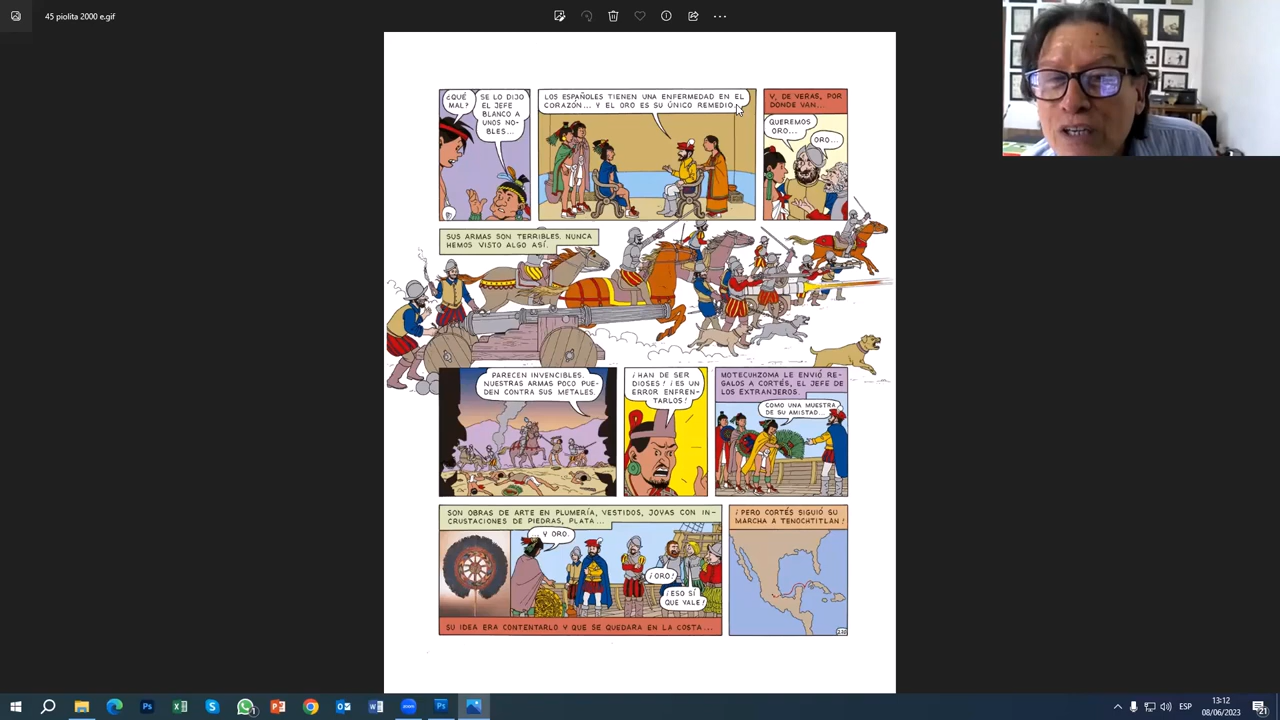 45 piolita 2000 e.gif
¿QUÉ
MAL?
SE LO DIJO
EL JEFE
BLANCO A
UNOS NO-
BLES...
LOS ESPAÑOLES TIENEN UNA ENFERMEDAD EN EL
CORAZÓN... Y EL ORO ES SU ÚNICO REMEDIO.
Y, DE VERAS, POR
DONDE VAN...
QUEREMOS
ORO...
ORO...
SUS ARMAS SON TERRIBLES. NUNCA
HEMOS VISTO ALGO ASÍ.
PARECEN INVENCIBLES.
NUESTRAS ARMAS POCO PUE-
DEN CONTRA SUS METALES.
¡HAN DE SER
DIOSES! ¡ES UN
ERROR ENFREN-
TARLOS!
MOTECUHZOMA LE ENVIÓ RE-
GALOS A CORTÉS, EL JEFE DE
LOS EXTRANJEROS.
COMO UNA MUESTRA
DE SU AMISTAD...
SON OBRAS DE ARTE EN PLUMERÍA, VESTIDOS, JOYAS CON IN-
CRUSTACIONES DE PIEDRAS, PLATA...
... Y ORO.
¡ORO!
¡ESO SÍ
QUE VALE!
SU IDEA ERA CONTENTARLO Y QUE SE QUEDARA EN LA COSTA...
¡PERO CORTÉS SIGUIÓ SU
MARCHA A TENOCHTITLAN!
ESP
13:12
08/06/2023